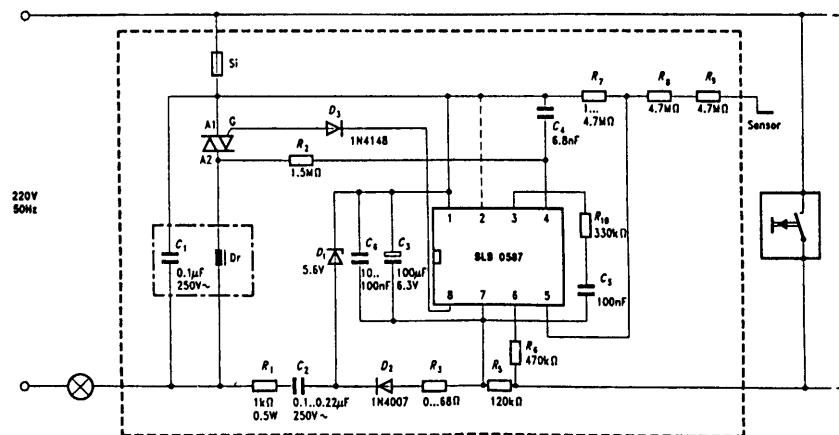 Si
R7
1...
4.7MΩ
R8
4.7MΩ
R9
4.7MΩ
Sensor
A1
G
A2
D3
1N4148
R2
1.5MΩ
C4
6.8nF
220V
50Hz
C1
0.1µF
250V~
Dr
D1
5.6V
C6
10..
100nF
C3
100µF
6.3V
1
2
3
4
SLB 0587
8
7
6
5
R10
330kΩ
C5
100nF
R6
470kΩ
R1
1kΩ
0.5W
C2
0.1..0.22µF
250V~
D2
1N4007
R3
0...68Ω
R5
120kΩ